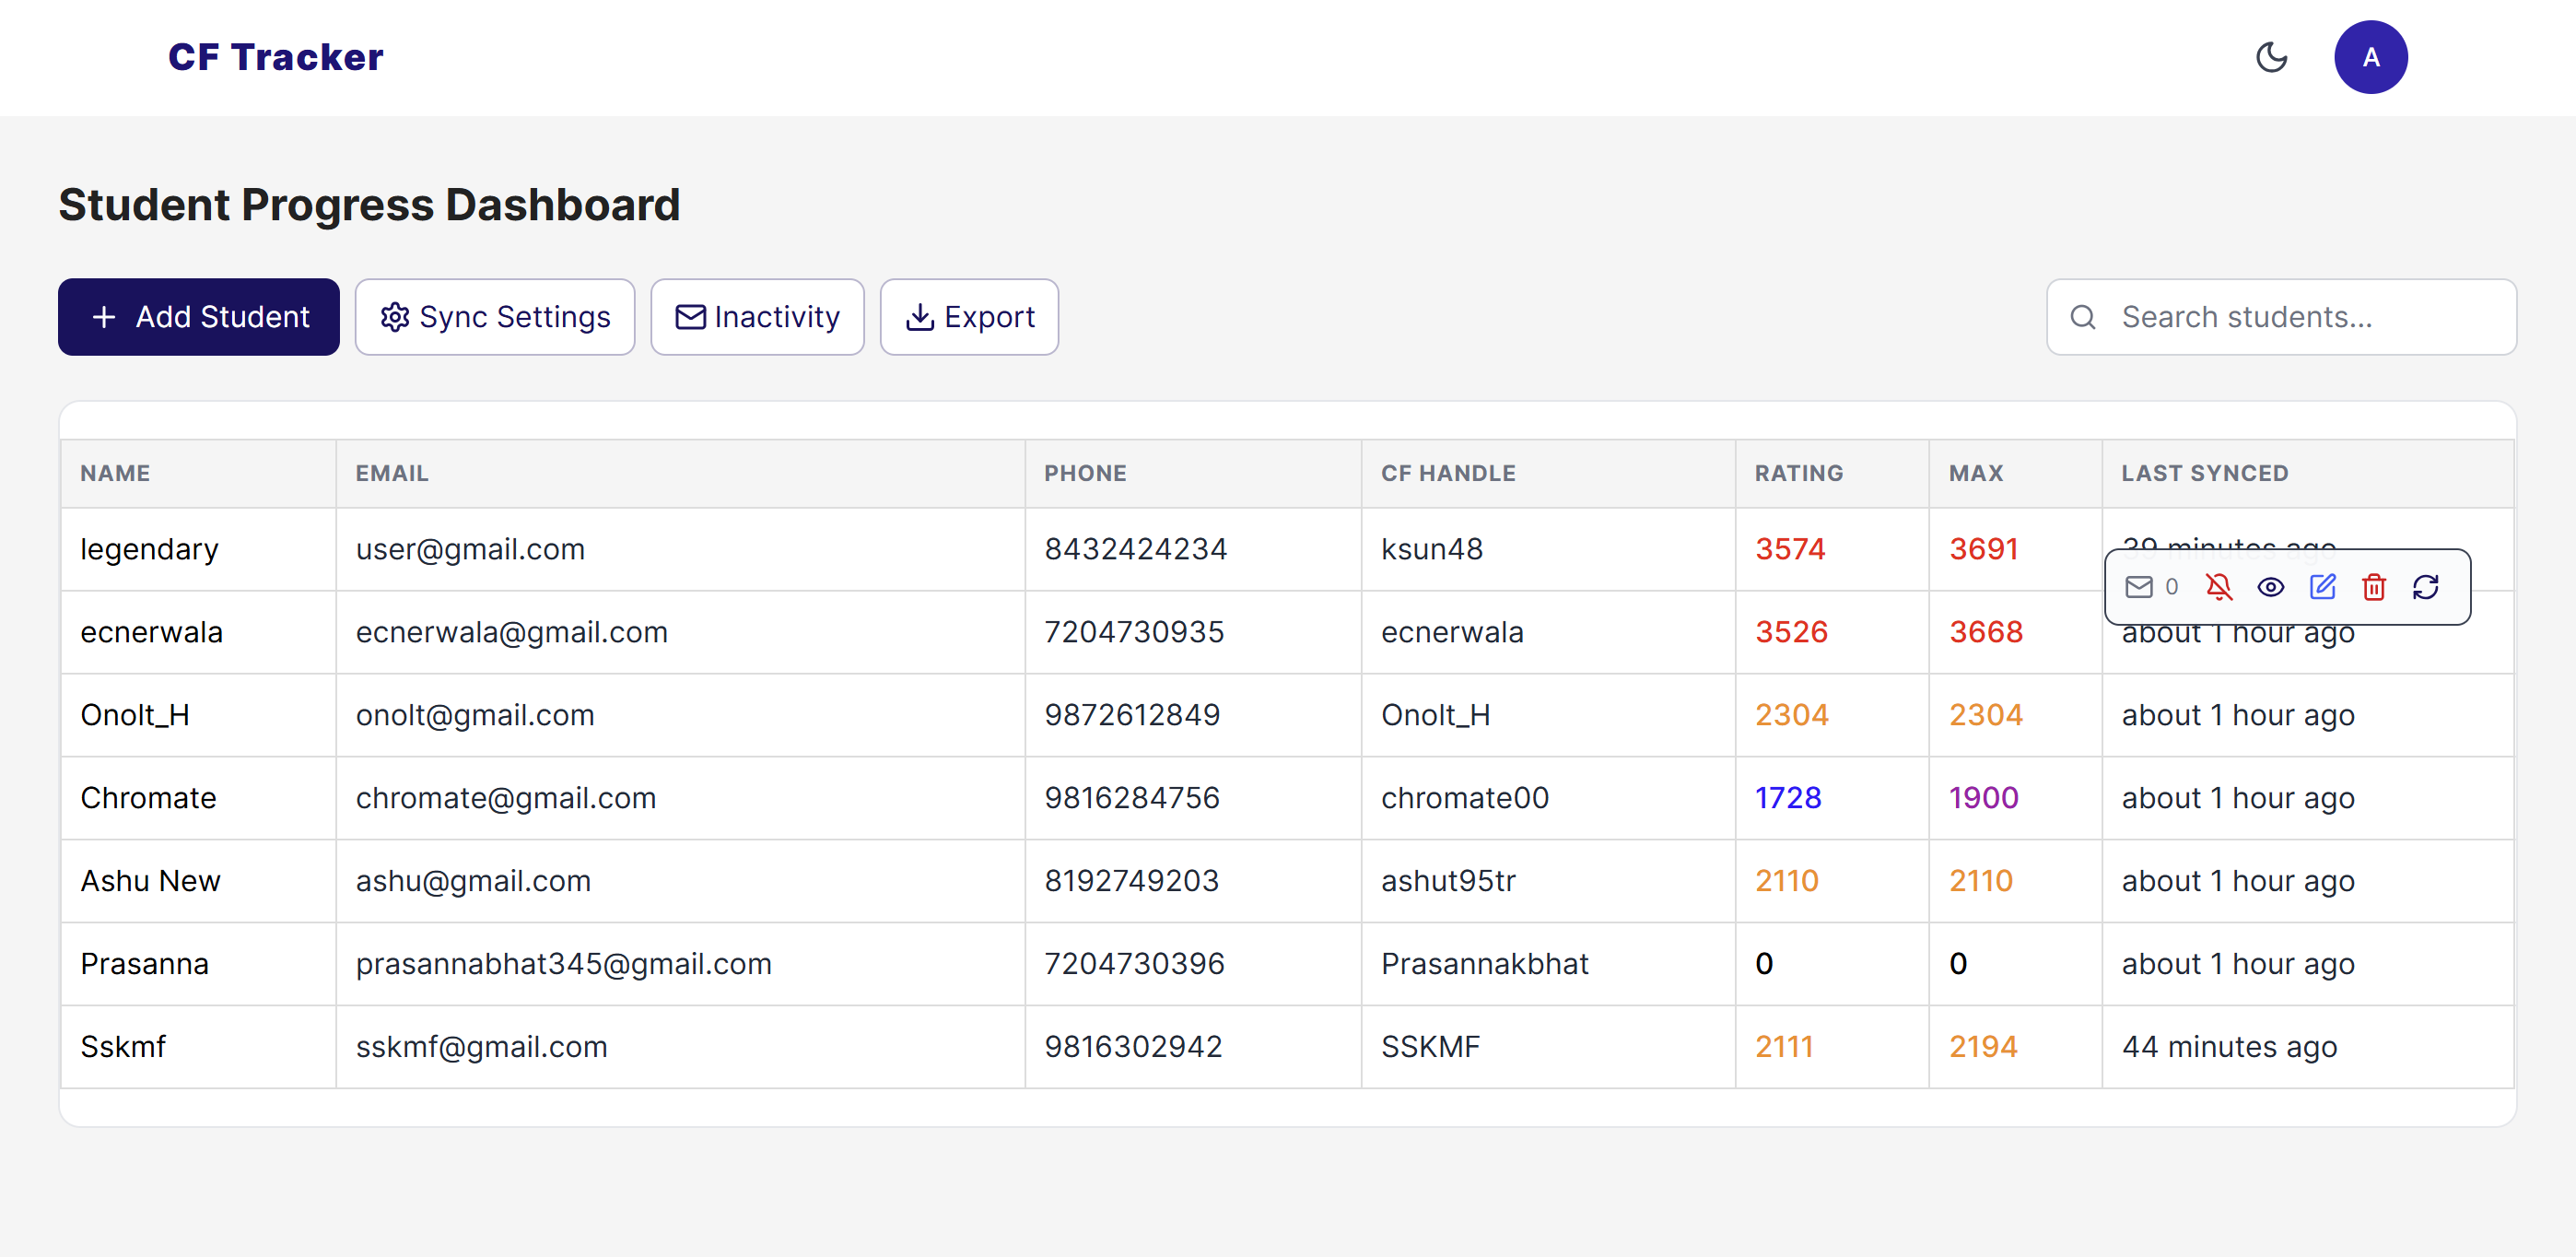 CF Tracker
A
Student Progress Dashboard
Add Student
Sync Settings
Inactivity
Export
Search students...
NAME EMAIL PHONE CF HANDLE RATING MAX LAST SYNCED
legendary user@gmail.com 8432424234 ksun48 3574 3691 39 minutes ago
0
ecnerwala ecnerwala@gmail.com 7204730935 ecnerwala 3526 3668 about 1 hour ago
Onolt_H onolt@gmail.com 9872612849 Onolt_H 2304 2304 about 1 hour ago
Chromate chromate@gmail.com 9816284756 chromate00 1728 1900 about 1 hour ago
Ashu New ashu@gmail.com 8192749203 ashut95tr 2110 2110 about 1 hour ago
Prasanna prasannabhat345@gmail.com 7204730396 Prasannakbhat 0 0 about 1 hour ago
Sskmf sskmf@gmail.com 9816302942 SSKMF 2111 2194 44 minutes ago